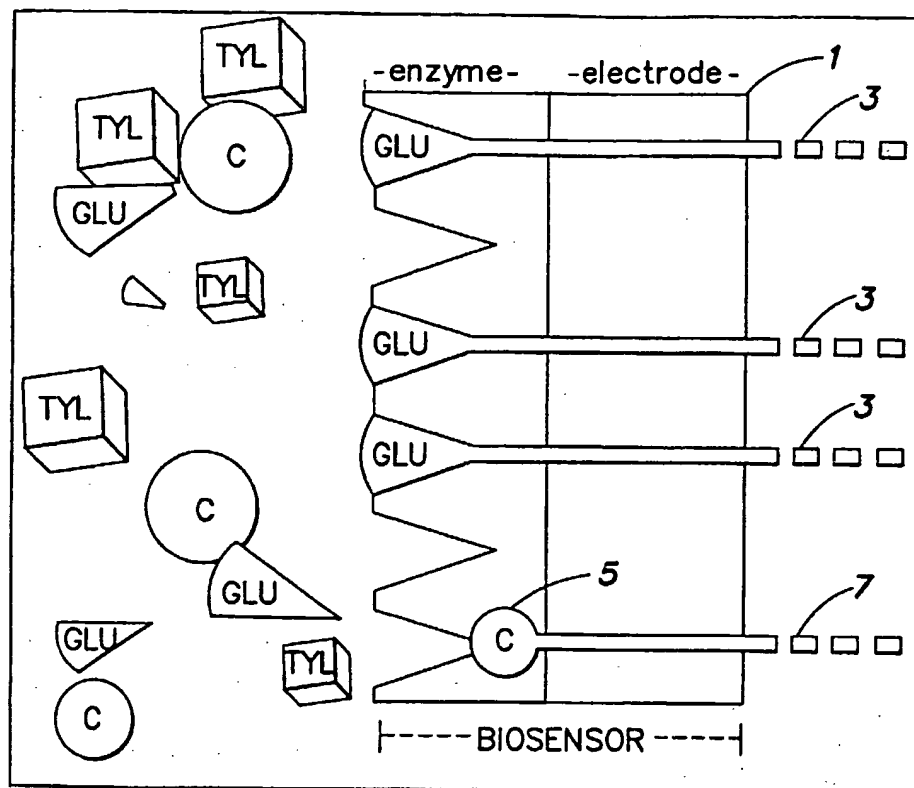 TYL
-enzyme-
-electrode-
1
TYL
C
GLU
3
GLU
GLU
TYL
3
GLU
TYL
3
GLU
C
GLU
5
7
GLU
TYL
C
C
BIOSENSOR